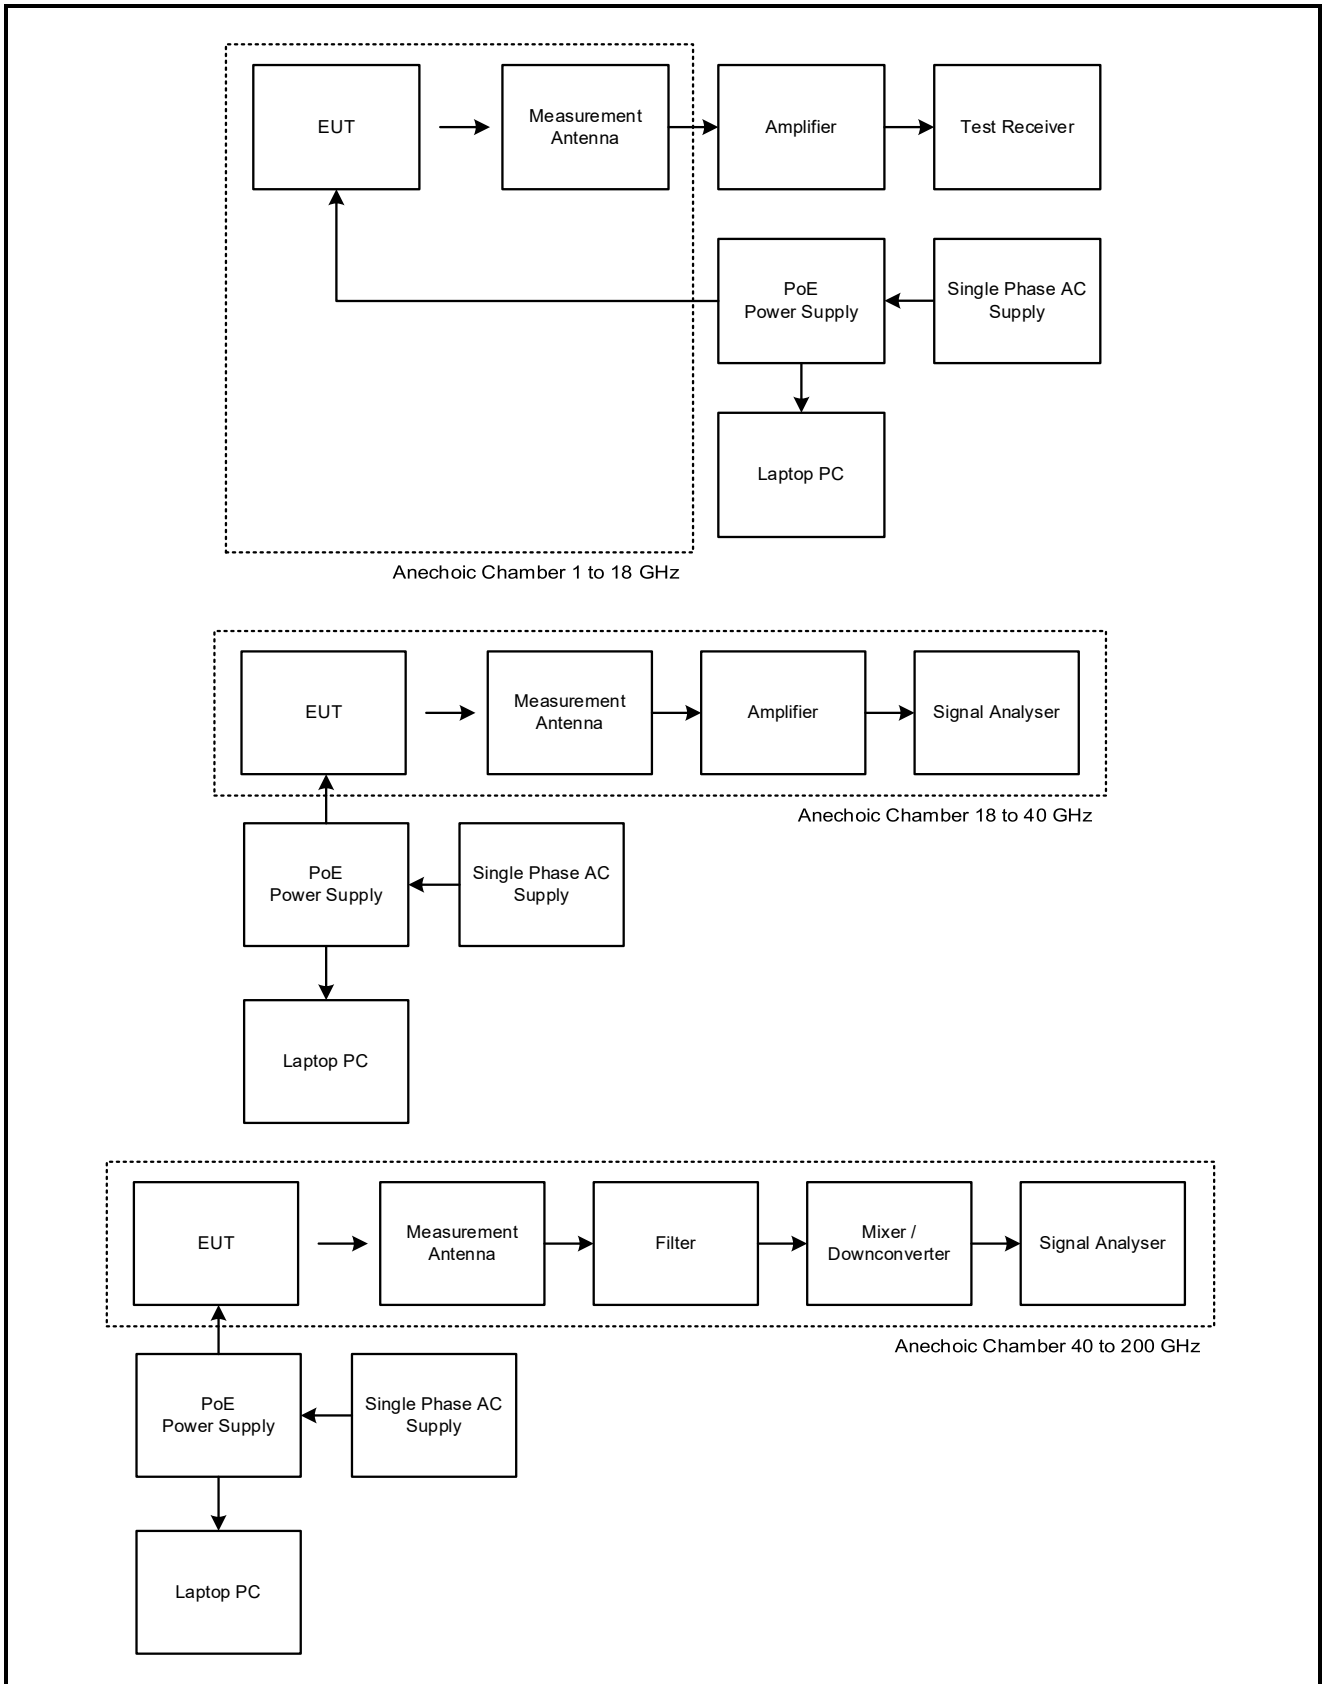 EUT
Measurement
Antenna
Amplifier
Test Receiver
PoE
Power Supply
Single Phase AC
Supply
Laptop PC
Anechoic Chamber 1 to 18 GHz
EUT
Measurement
Antenna
Amplifier
Signal Analyser
Anechoic Chamber 18 to 40 GHz
PoE
Power Supply
Single Phase AC
Supply
Laptop PC
EUT
Measurement
Antenna
Filter
Mixer /
Downconverter
Signal Analyser
Anechoic Chamber 40 to 200 GHz
PoE
Power Supply
Single Phase AC
Supply
Laptop PC